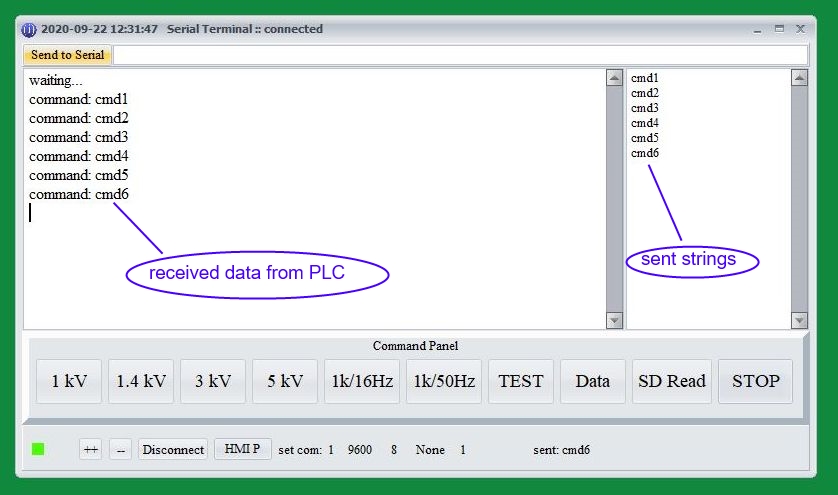 2020-09-22 12:31:47 Serial Terminal :: connected
Send to Serial
waiting...
command: cmd1
command: cmd2
command: cmd3
command: cmd4
command: cmd5
command: cmd6
received data from PLC
cmd1
cmd2
cmd3
cmd4
cmd5
cmd6
sent strings
Command Panel
1 kV 1.4 kV 3 kV 5 kV 1k/16Hz 1k/50Hz TEST Data SD Read STOP
++ -- Disconnect HMI P set com: 1 9600 8 None 1 sent: cmd6